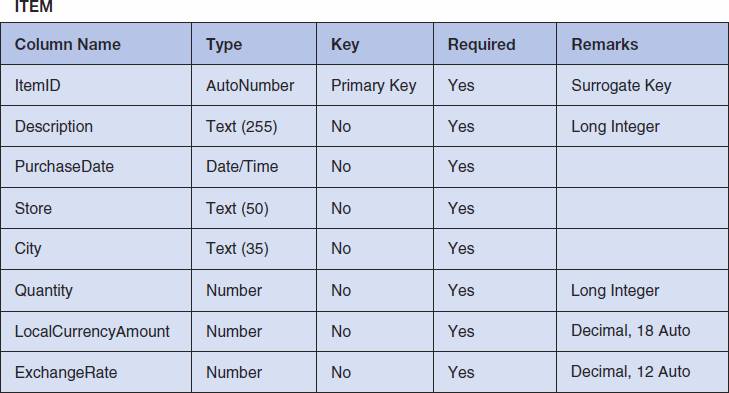 ITEM
Column Name Type Key Required Remarks
ItemID AutoNumber Primary Key Yes Surrogate Key
Description Text (255) No Yes Long Integer
PurchaseDate Date/Time No Yes
Store Text (50) No Yes
City Text (35) No Yes
Quantity Number No Yes Long Integer
LocalCurrencyAmount Number No Yes Decimal, 18 Auto
ExchangeRate Number No Yes Decimal, 12 Auto